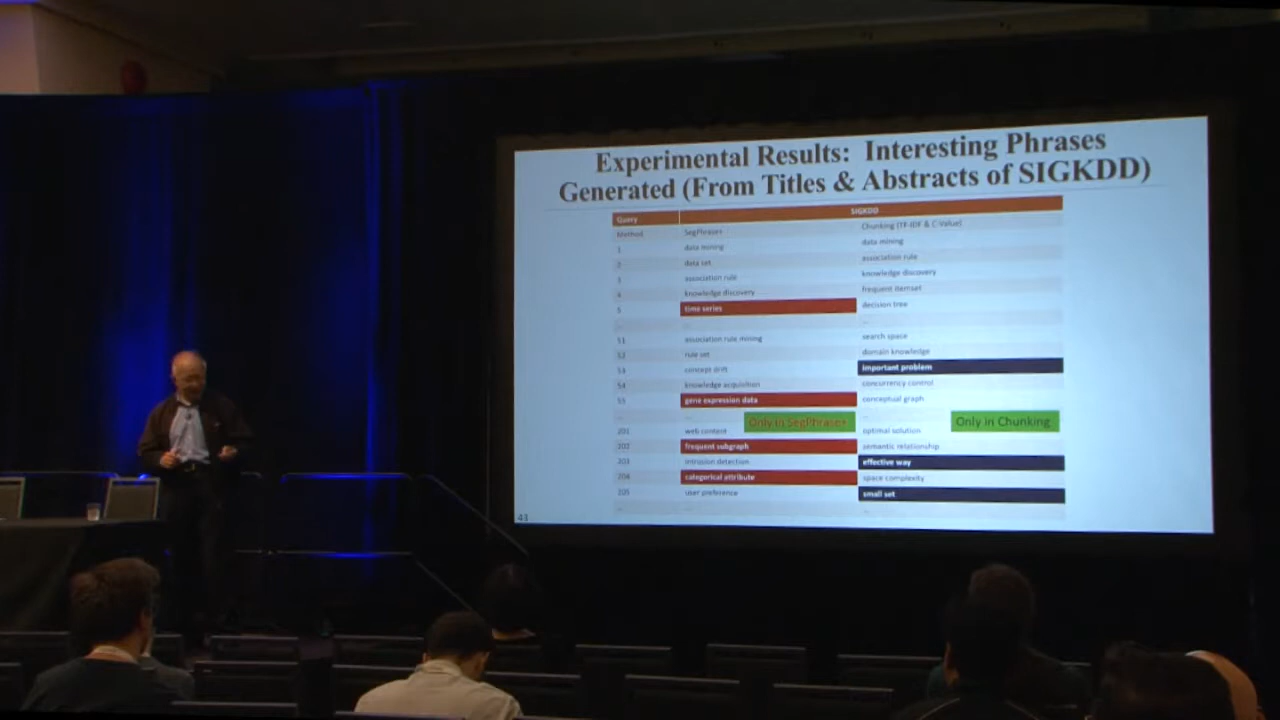 Experimental Results: Interesting Phrases
Generated (From Titles & Abstracts of SIGKDD)
Query SIGKDD
Method SegPhrase+ Chunking (TF-IDF & C-Value)
1 data mining data mining
2 data set association rule
3 association rule knowledge discovery
4 knowledge discovery frequent itemset
5 time series decision tree
... ... ...
51 association rule mining search space
52 rule set domain knowledge
53 concept drift important problem
54 knowledge acquisition concurrency control
55 gene expression data conceptual graph
... ... ...
Only in SegPhrase+ Only in Chunking
201 web content optimal solution
202 frequent subgraph semantic relationship
203 intrusion detection effective way
204 categorical attribute space complexity
205 user preference small set
... ... ...
43